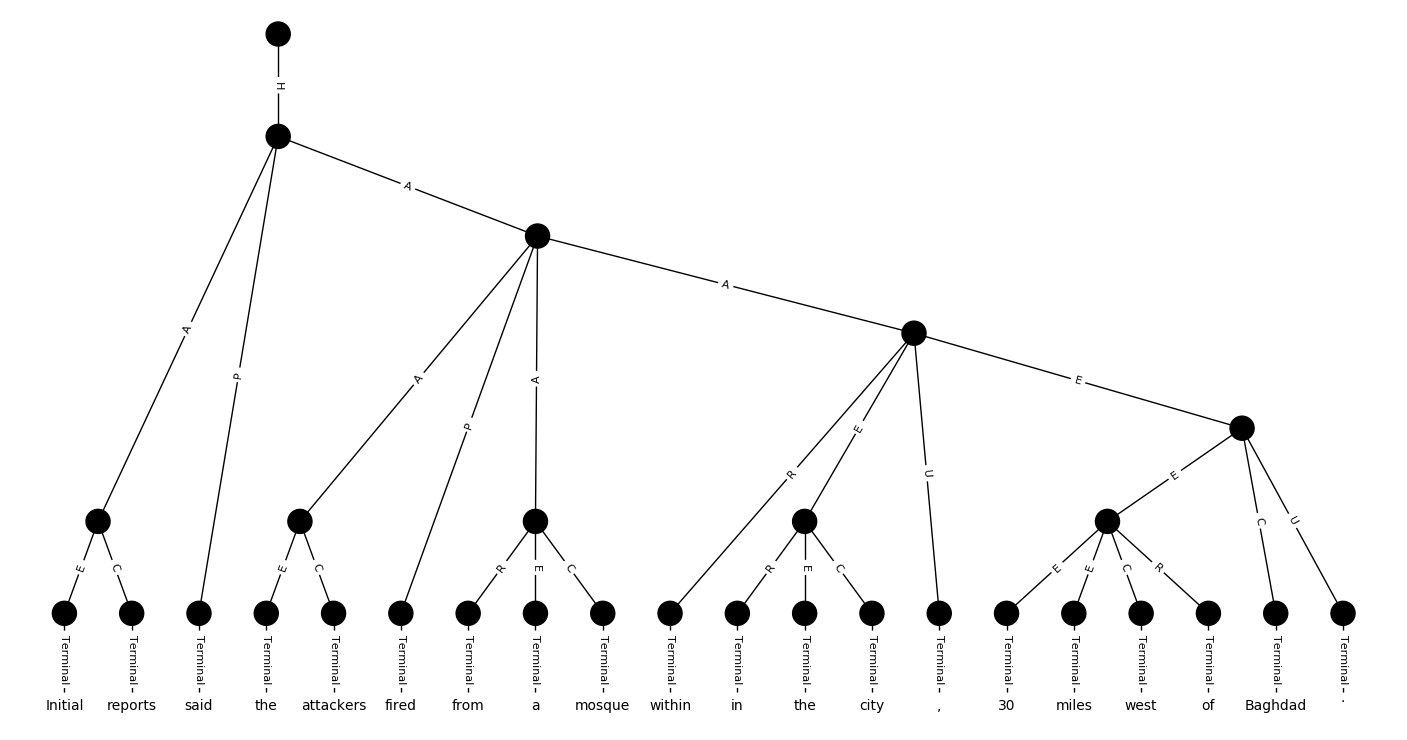 H
A
A
A
P
A
A
E
P
E
R
E
U
E
C
U
E
C
E
C
R
E
C
R
E
C
E
E
C
R
Terminal Terminal Terminal Terminal Terminal Terminal Terminal Terminal Terminal Terminal Terminal Terminal Terminal Terminal Terminal Terminal Terminal Terminal Terminal Terminal
Initial reports said the attackers fired from a mosque within in the city , 30 miles west of Baghdad .